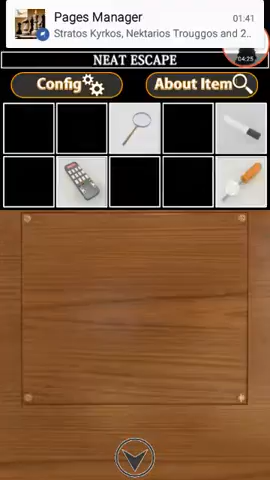 Pages Manager
01:41
Stratos Kyrkos, Nektarios Trouggos and 2..
04:25
NEAT ESCAPE
Config
About Item